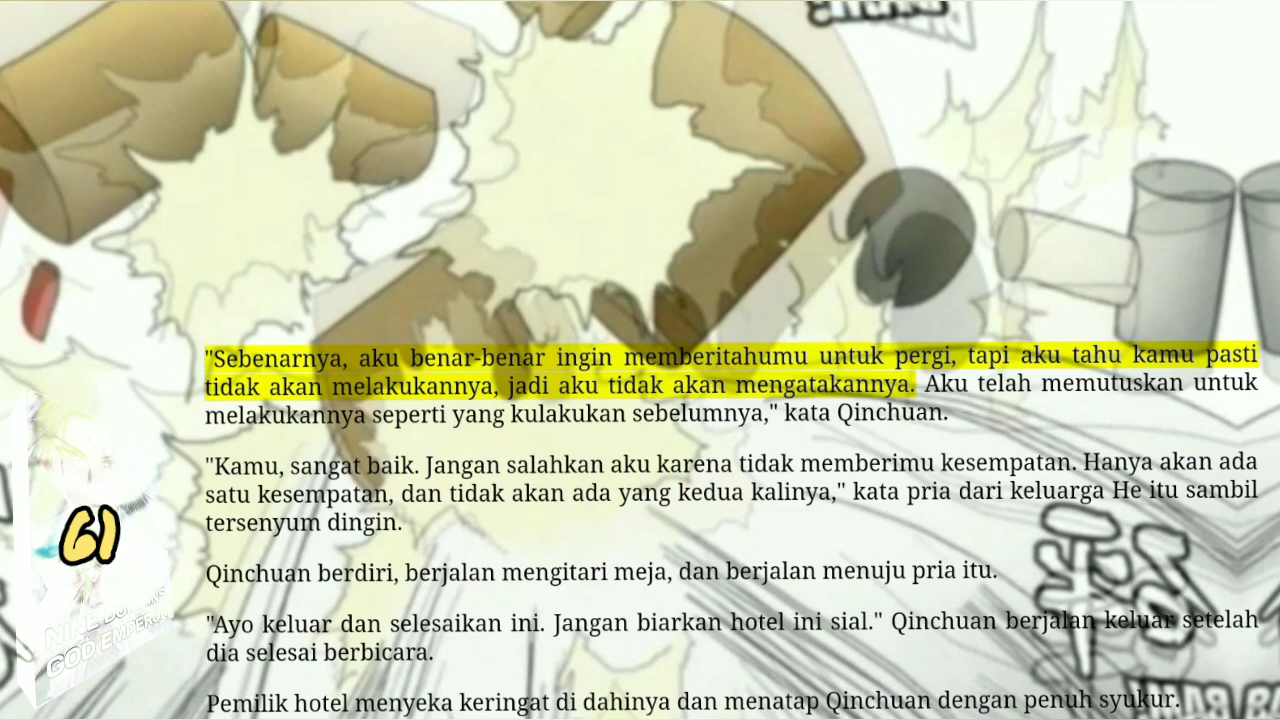 "Sebenarnya, aku benar-benar ingin memberitahumu untuk pergi, tapi aku tahu kamu pasti
tidak akan melakukannya, jadi aku tidak akan mengatakannya. Aku telah memutuskan untuk
melakukannya seperti yang kulakukan sebelumnya," kata Qinchuan.
"Kamu, sangat baik. Jangan salahkan aku karena tidak memberimu kesempatan. Hanya akan ada
satu kesempatan, dan tidak akan ada yang kedua kalinya," kata pria dari keluarga He itu sambil
tersenyum dingin.
Qinchuan berdiri, berjalan mengitari meja, dan berjalan menuju pria itu.
"Ayo keluar dan selesaikan ini. Jangan biarkan hotel ini sial." Qinchuan berjalan keluar setelah
dia selesai berbicara.
Pemilik hotel menyeka keringat di dahinya dan menatap Qinchuan dengan penuh syukur.
61
NINE
GOD EMPEROR